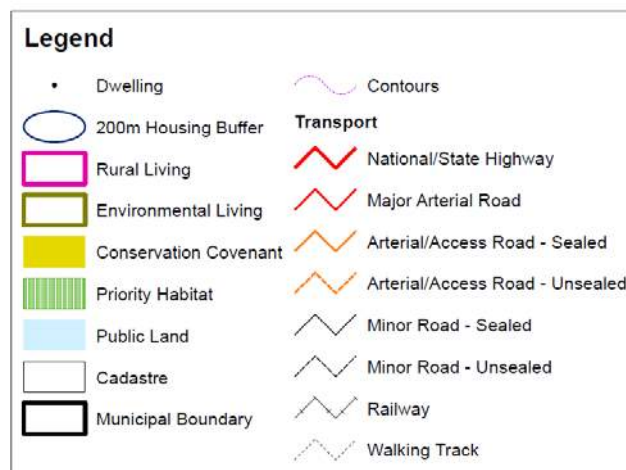 Legend
Dwelling
200m Housing Buffer
Rural Living
Environmental Living
Conservation Covenant
Priority Habitat
Public Land
Cadastre
Municipal Boundary
Contours
Transport
National/State Highway
Major Arterial Road
Arterial/Access Road - Sealed
Arterial/Access Road - Unsealed
Minor Road - Sealed
Minor Road - Unsealed
Railway
Walking Track